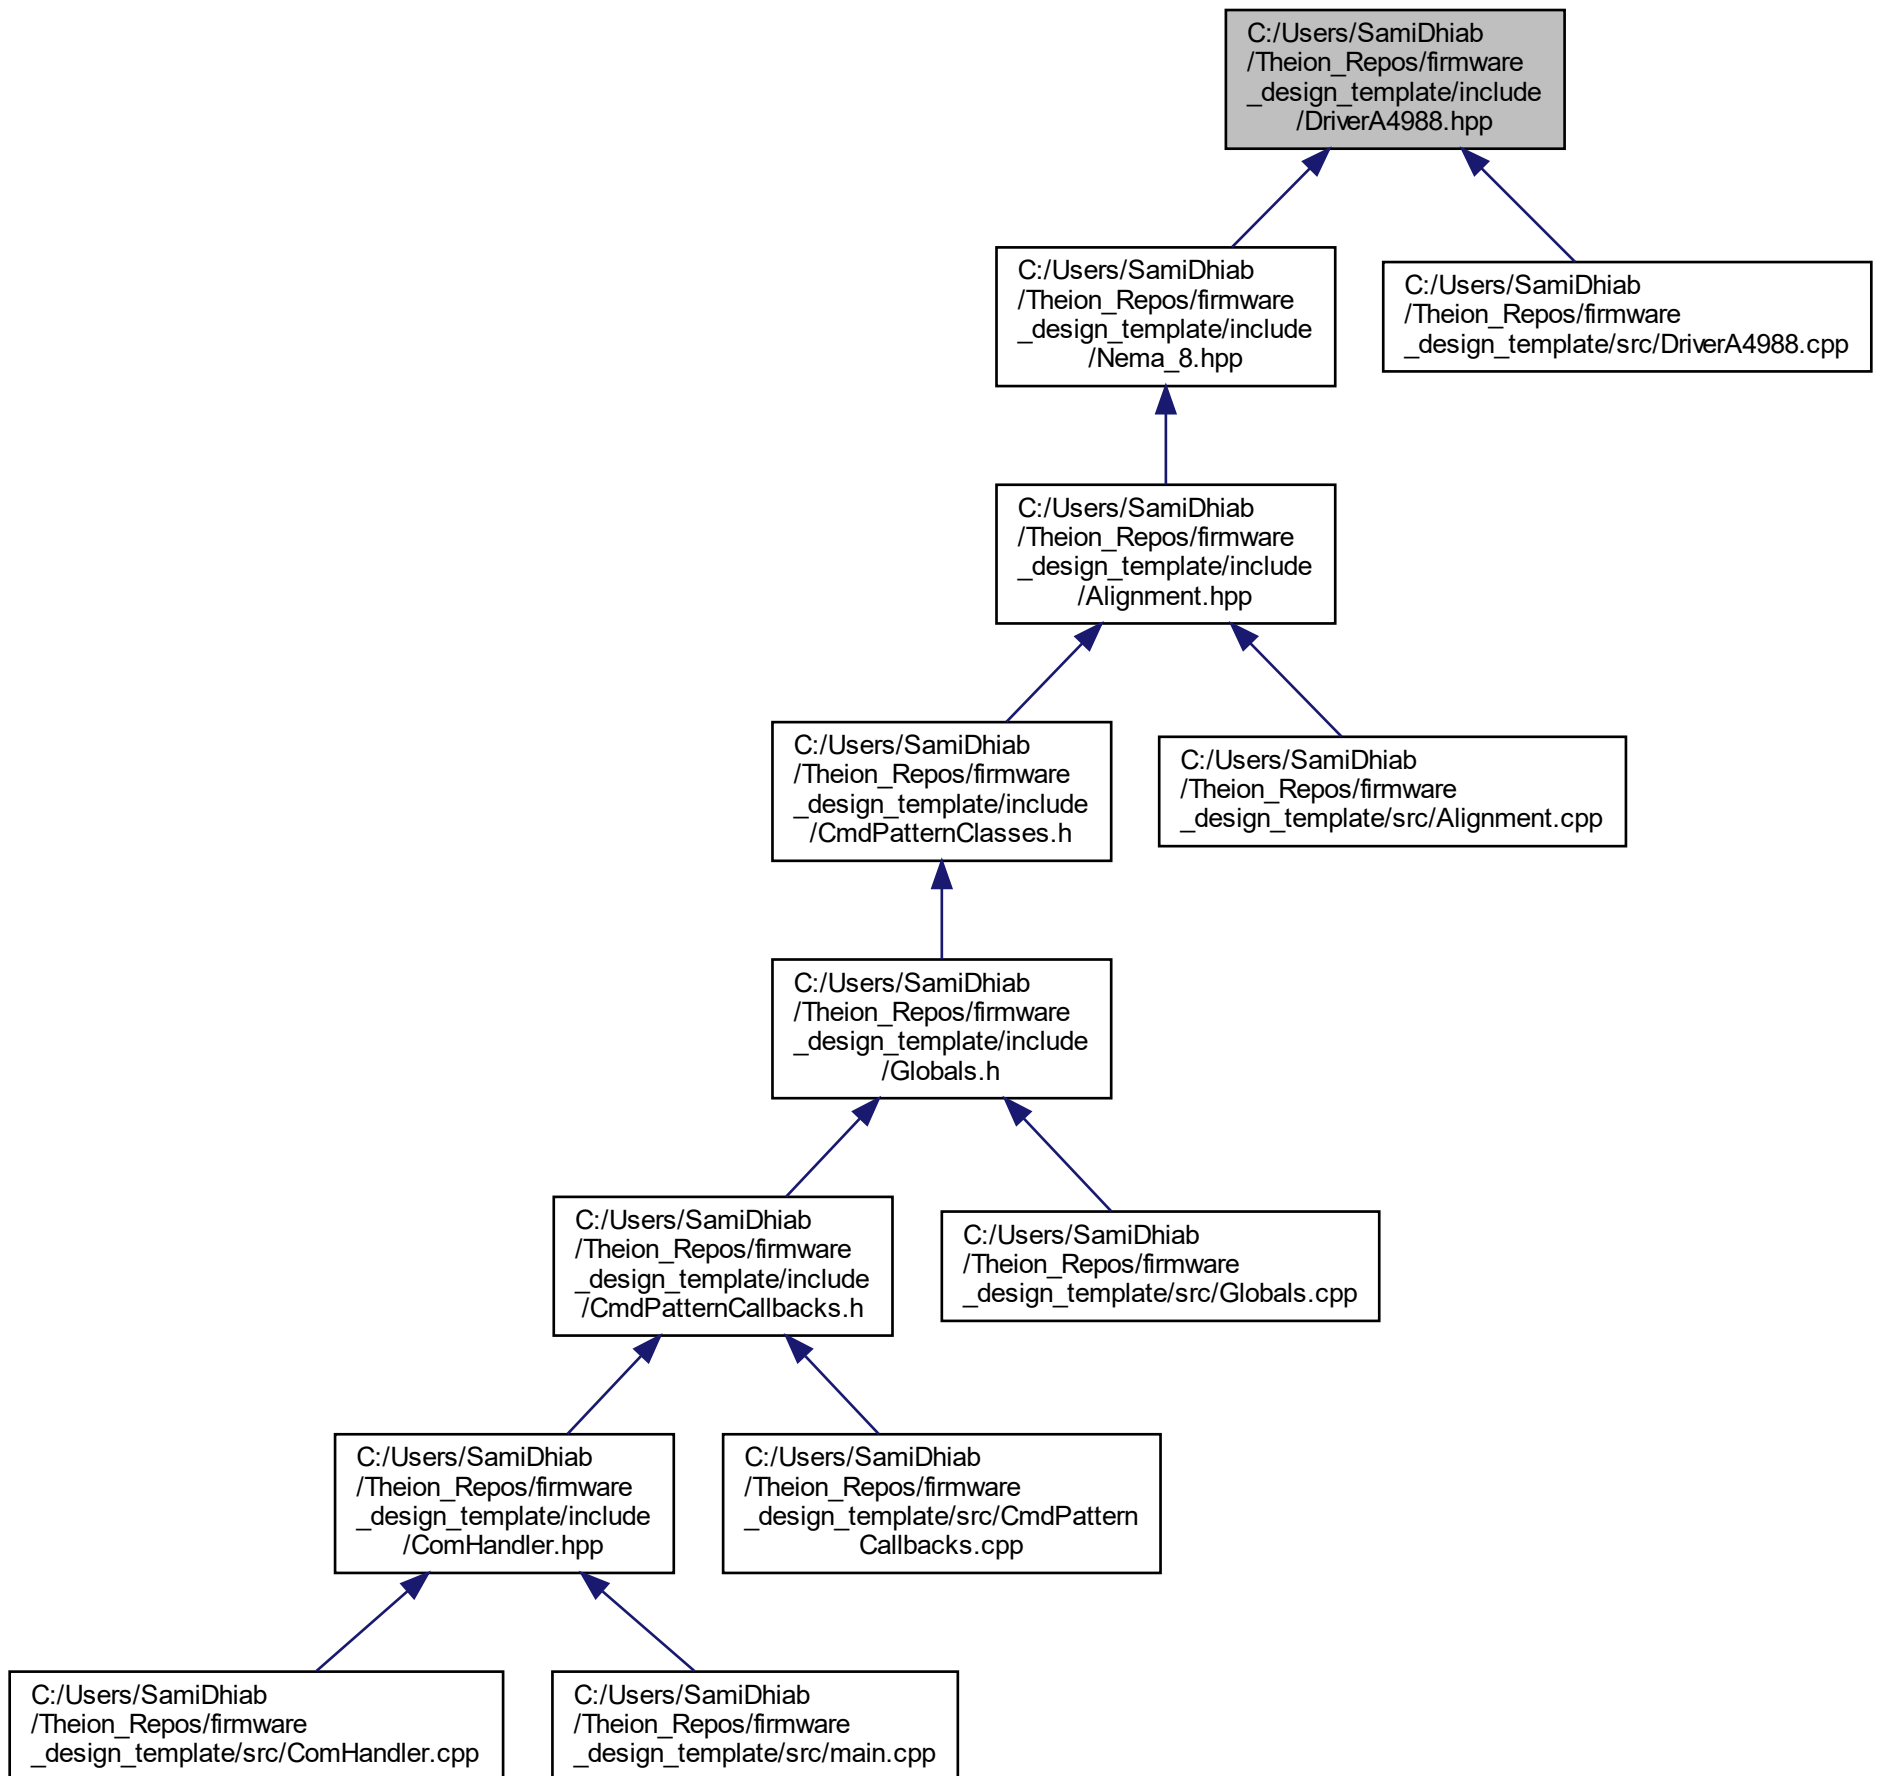 C:/Users/SamiDhiab
/Theion_Repos/firmware
_design_template/include
/DriverA4988.hpp
C:/Users/SamiDhiab
/Theion_Repos/firmware
_design_template/include
/Nema_8.hpp
C:/Users/SamiDhiab
/Theion_Repos/firmware
_design_template/src/DriverA4988.cpp
C:/Users/SamiDhiab
/Theion_Repos/firmware
_design_template/include
/Alignment.hpp
C:/Users/SamiDhiab
/Theion_Repos/firmware
_design_template/include
/CmdPatternClasses.h
C:/Users/SamiDhiab
/Theion_Repos/firmware
_design_template/src/Alignment.cpp
C:/Users/SamiDhiab
/Theion_Repos/firmware
_design_template/include
/Globals.h
C:/Users/SamiDhiab
/Theion_Repos/firmware
_design_template/include
/CmdPatternCallbacks.h
C:/Users/SamiDhiab
/Theion_Repos/firmware
_design_template/src/Globals.cpp
C:/Users/SamiDhiab
/Theion_Repos/firmware
_design_template/include
/ComHandler.hpp
C:/Users/SamiDhiab
/Theion_Repos/firmware
_design_template/src/CmdPattern
Callbacks.cpp
C:/Users/SamiDhiab
/Theion_Repos/firmware
_design_template/src/ComHandler.cpp
C:/Users/SamiDhiab
/Theion_Repos/firmware
_design_template/src/main.cpp